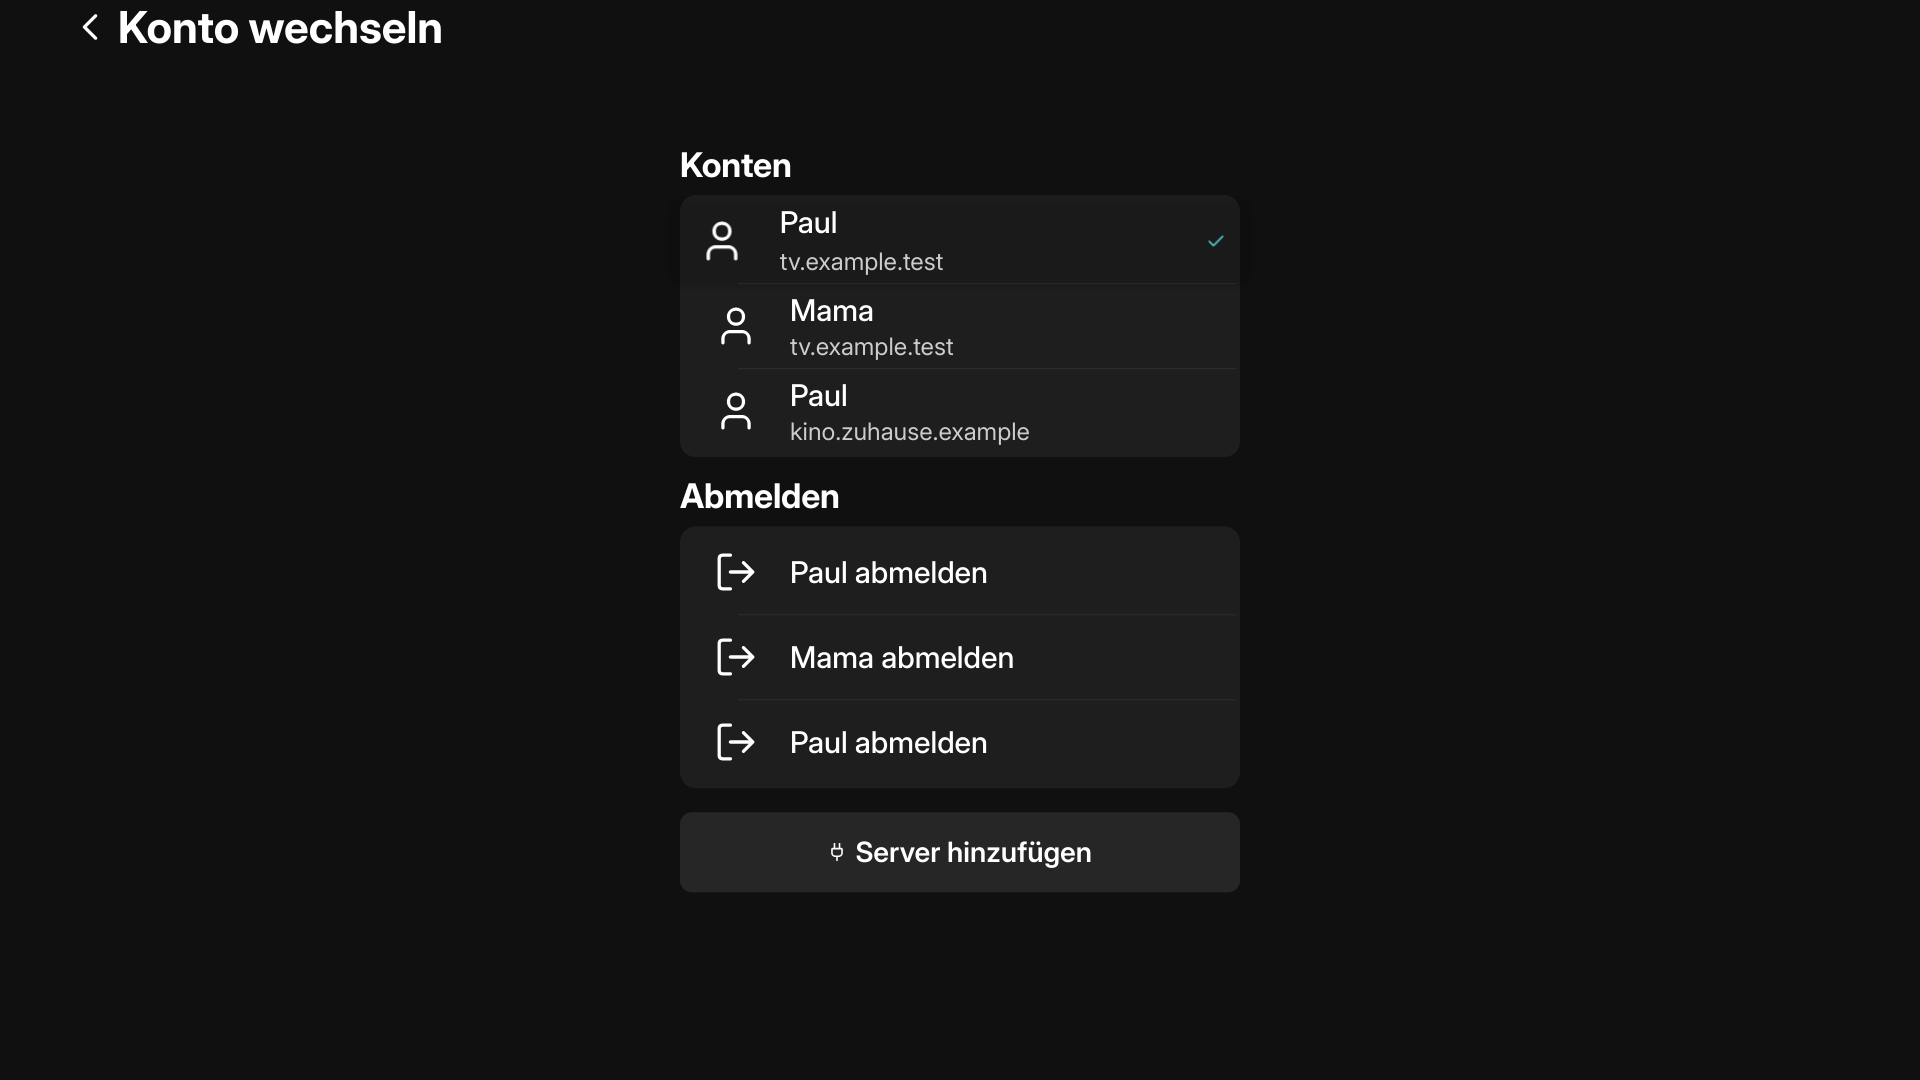 Konto wechseln
Konten
Paul
tv.example.test
Mama
tv.example.test
Paul
kino.zuhause.example
Abmelden
Paul abmelden
Mama abmelden
Paul abmelden
Server hinzufügen